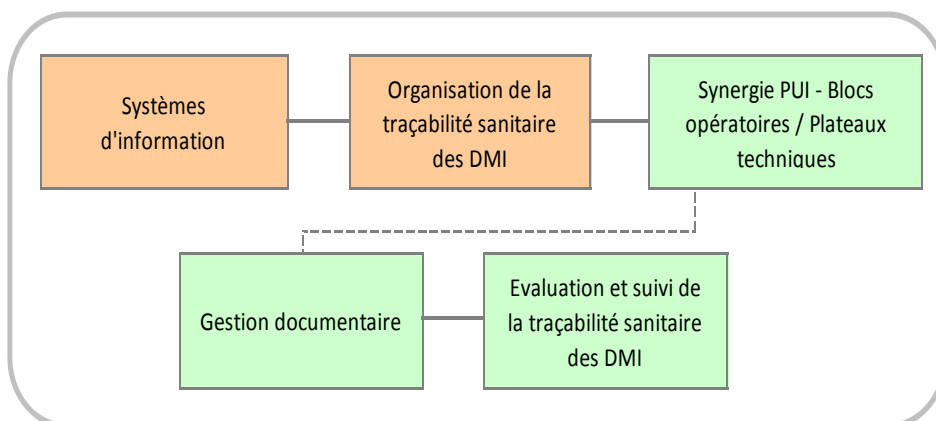 Systèmes
d'information
Organisation de la
traçabilité sanitaire
des DMI
Synergie PUI - Blocs
opératoires / Plateaux
techniques
Gestion documentaire
Evaluation et suivi de
la traçabilité sanitaire
des DMI